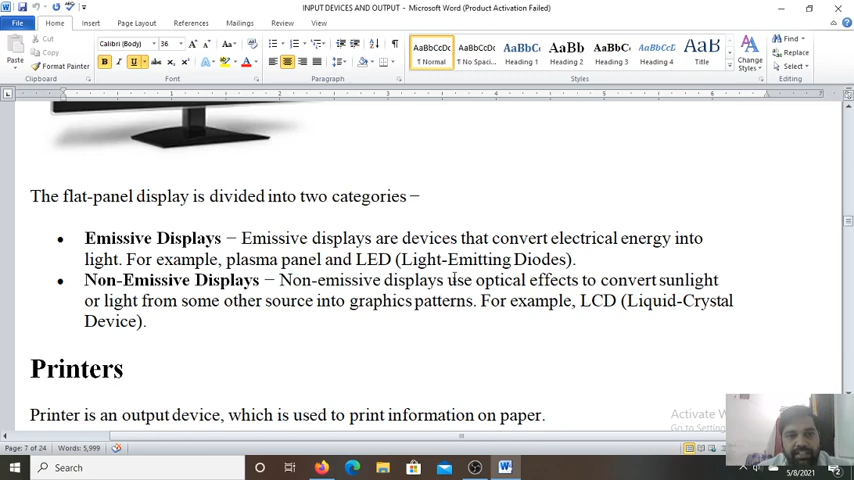 INPUT DEVICES AND OUTPUT - Microsoft Word (Product Activation Failed)
File Home Insert Page Layout References Mailings Review View
Paste Cut Copy Format Painter Clipboard
Calibri (Body) 36 Font
Paragraph
AaBbCcDc AaBbCcDc AaBbC AaBb AaBbC AaBbCcDc AaB
¶ Normal ¶ No Spaci... Heading 1 Heading 2 Heading 3 Heading 4 Title
Change Styles Styles
Find Replace Select Editing
The flat-panel display is divided into two categories −
• Emissive Displays − Emissive displays are devices that convert electrical energy into
light. For example, plasma panel and LED (Light-Emitting Diodes).
• Non-Emissive Displays − Non-emissive displays use optical effects to convert sunlight
or light from some other source into graphics patterns. For example, LCD (Liquid-Crystal
Device).
Printers
Printer is an output device, which is used to print information on paper.
Activate W
Go to Setting
Page: 7 of 24 Words: 5,999
Search
5/8/2021